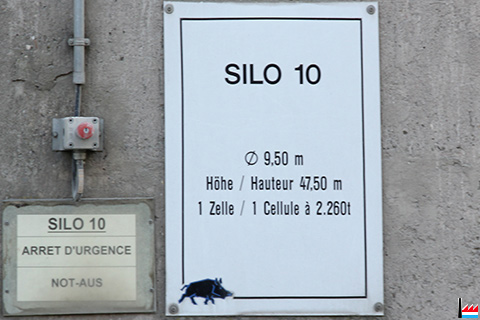 SILO 10
∅ 9,50 m
Höhe / Hauteur 47,50 m
1 Zelle / 1 Cellule à 2.260t
SILO 10
ARRET D'URGENCE
NOT-AUS